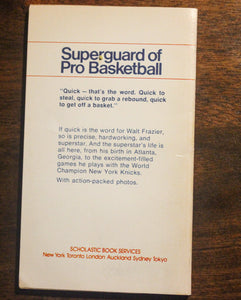 Superguard of
Pro Basketball
"Quick — that's the word. Quick to
steal, quick to grab a rebound, quick
to get off a basket."
If quick is the word for Walt Frazier,
so is precise, hardworking, and
superstar. And the superstar's life is
all here, from his birth in Atlanta,
Georgia, to the excitement-filled
games he plays with the World
Champion New York Knicks.
With action-packed photos.
SCHOLASTIC BOOK SERVICES
New York Toronto London Auckland Sydney Tokyo